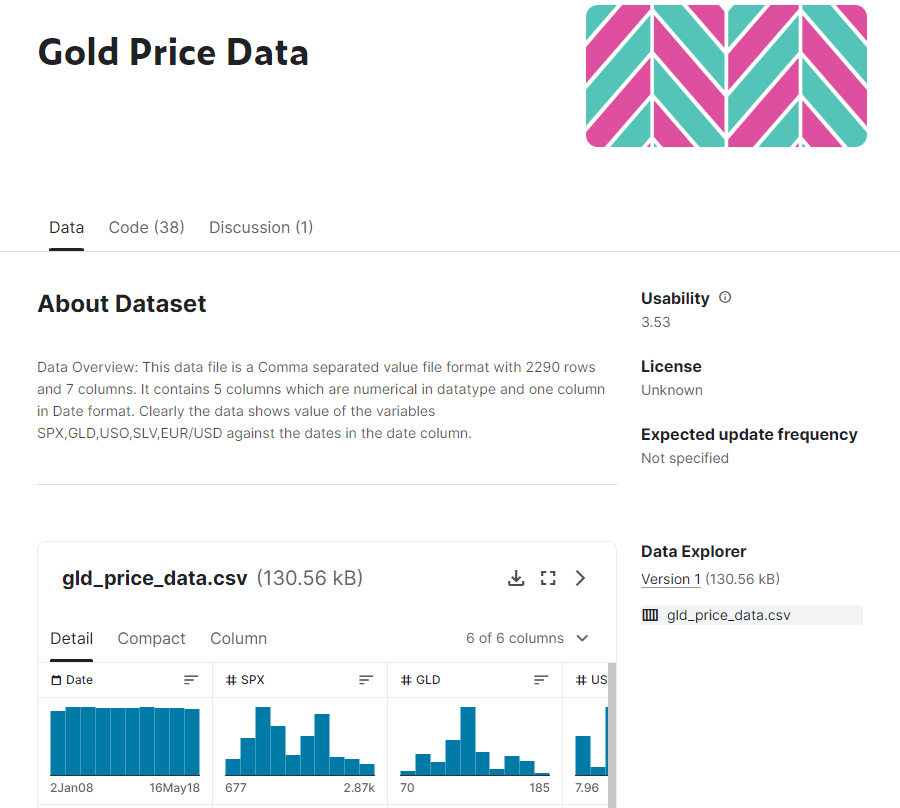 Gold Price Data
Data Code (38) Discussion (1)
About Dataset
Data Overview: This data file is a Comma separated value file format with 2290 rows
and 7 columns. It contains 5 columns which are numerical in datatype and one column
in Date format. Clearly the data shows value of the variables
SPX,GLD,USO,SLV,EUR/USD against the dates in the date column.
Usability
3.53
License
Unknown
Expected update frequency
Not specified
gld_price_data.csv (130.56 kB)
Detail Compact Column 6 of 6 columns
Date # SPX # GLD # US
2Jan08 16May18 677 2.87k 70 185 7.96
Data Explorer
Version 1 (130.56 kB)
gld_price_data.csv